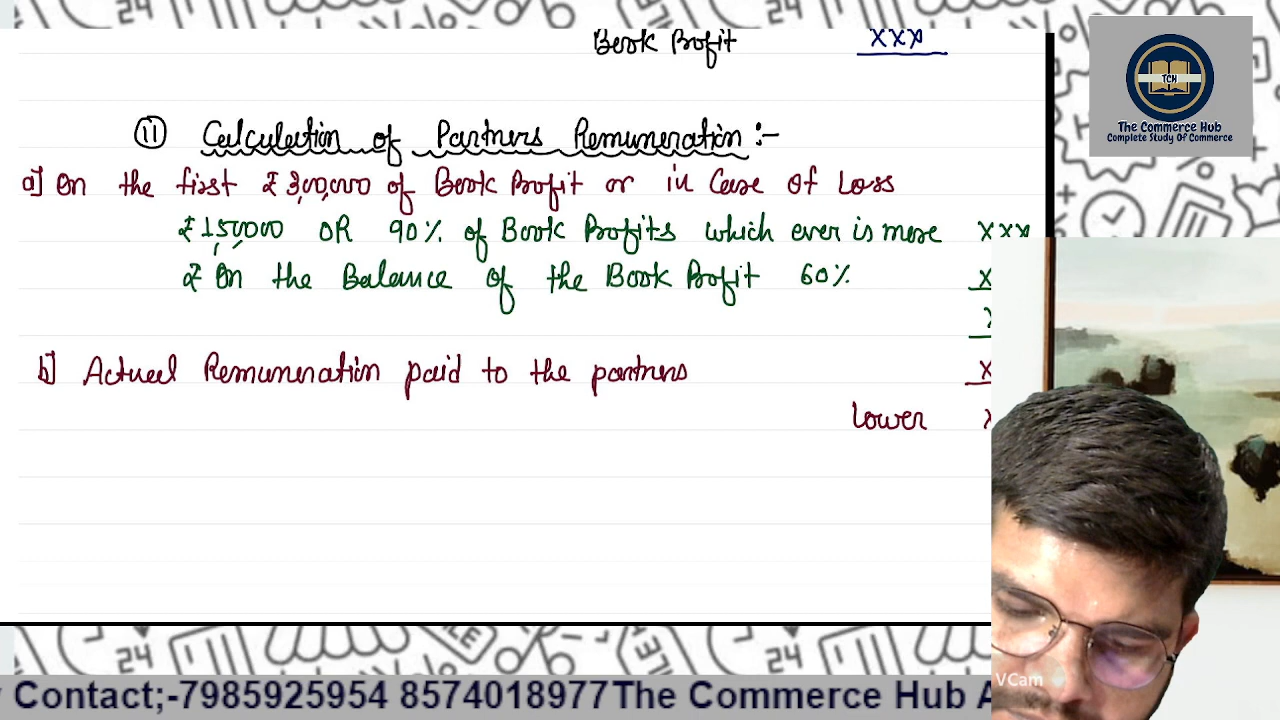 Book Profit xxx
TCH
The Commerce Hub
Complete Study Of Commerce
(ii) Calculation of Partners Remuneration :-
a] On the first ₹ 3,00,000 of Book Profit or in Case Of Loss
₹ 1,50,000 OR 90% of Book Profits which ever is more xxx
₹ On the Balance of the Book Profit 60% x
x
b] Actual Remuneration paid to the partners x
lower x
Contact;-7985925954 8574018977The Commerce Hub A
VCam